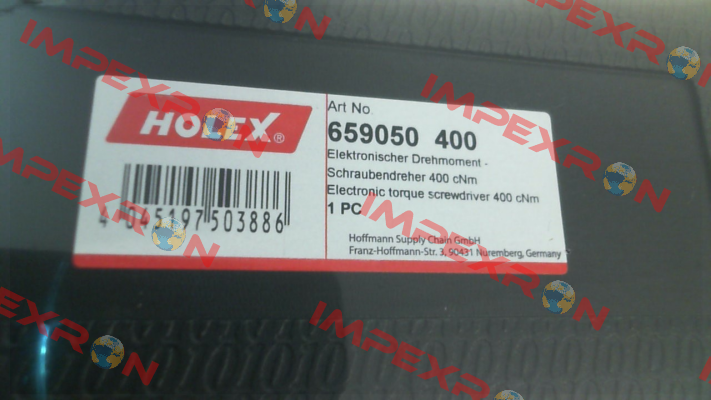 HOLEX®
Art No.
659050 400
Elektronischer Drehmoment -
Schraubendreher 400 cNm
Electronic torque screwdriver 400 cNm
1 PC
4 045197 503886
Hoffmann Supply Chain GmbH
Franz-Hoffmann-Str. 3, 90431 Nuremberg, Germany
IMPEXRON
IMPEXRON
IMPEXRON
IMPEXRON
IMPEXRON
IMPEXRON
IMPEXRON